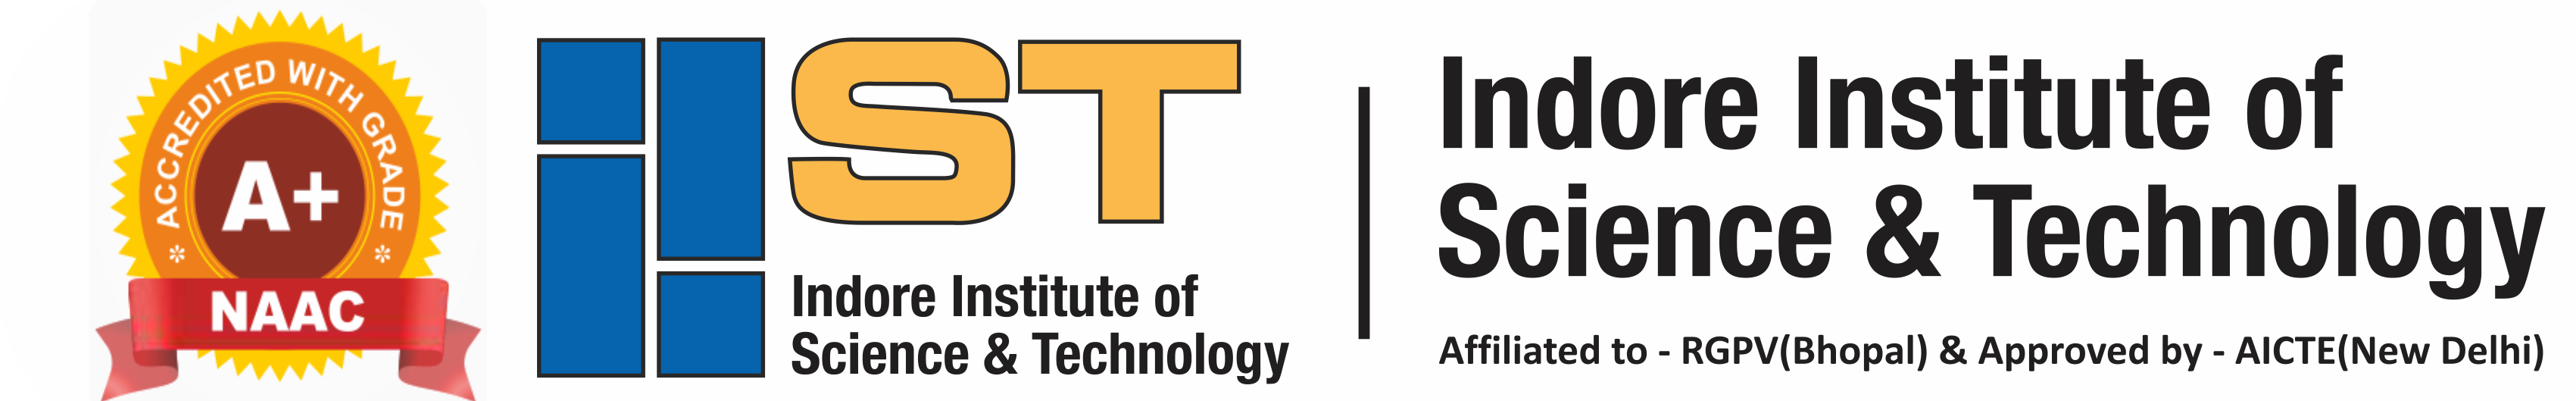 ACCREDITED WITH GRADE
A+
NAAC
IIST
Indore Institute of
Science & Technology
Indore Institute of
Science & Technology
Affiliated to - RGPV(Bhopal) & Approved by - AICTE(New Delhi)